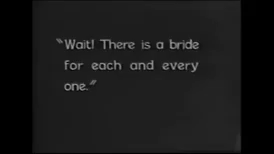 “Wait! There is a bride
for each and every
one.”